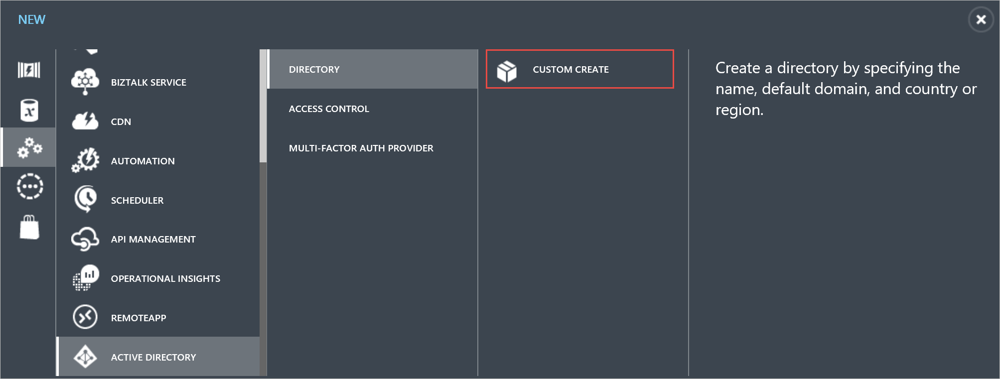 NEW
BIZTALK SERVICE
CDN
AUTOMATION
SCHEDULER
API MANAGEMENT
OPERATIONAL INSIGHTS
REMOTEAPP
ACTIVE DIRECTORY
DIRECTORY
ACCESS CONTROL
MULTI-FACTOR AUTH PROVIDER
CUSTOM CREATE
Create a directory by specifying the
name, default domain, and country or
region.